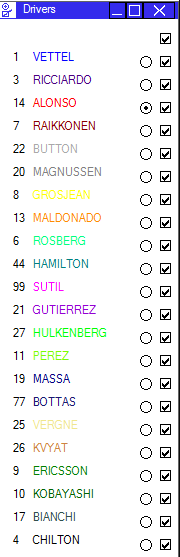 Drivers
1 VETTEL
3 RICCIARDO
14 ALONSO
7 RAIKKONEN
22 BUTTON
20 MAGNUSSEN
8 GROSJEAN
13 MALDONADO
6 ROSBERG
44 HAMILTON
99 SUTIL
21 GUTIERREZ
27 HULKENBERG
11 PEREZ
19 MASSA
77 BOTTAS
25 VERGNE
26 KVYAT
9 ERICSSON
10 KOBAYASHI
17 BIANCHI
4 CHILTON